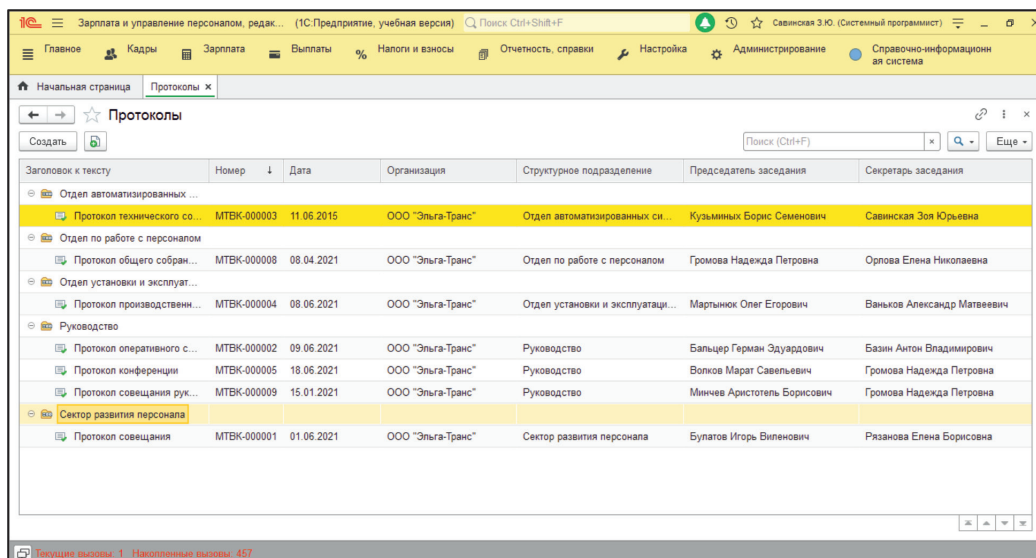 1С Зарплата и управление персоналом, редак... (1С:Предприятие, учебная версия) Поиск Ctrl+Shift+F Савинская З.Ю. (Системный программист)
Главное Кадры Зарплата Выплаты Налоги и взносы Отчетность, справки Настройка Администрирование Справочно-информационн
ая система
Начальная страница Протоколы
Протоколы
Создать Поиск (Ctrl+F) Еще
Заголовок к тексту Номер Дата Организация Структурное подразделение Председатель заседания Секретарь заседания
Отдел автоматизированных ...
Протокол технического со... МТВК-000003 11.06.2015 ООО "Эльга-Транс" Отдел автоматизированных си... Кузьминых Борис Семенович Савинская Зоя Юрьевна
Отдел по работе с персоналом
Протокол общего собран... МТВК-000008 08.04.2021 ООО "Эльга-Транс" Отдел по работе с персоналом Громова Надежда Петровна Орлова Елена Николаевна
Отдел установки и эксплуат...
Протокол производственн... МТВК-000004 08.06.2021 ООО "Эльга-Транс" Отдел установки и эксплуатаци... Мартынюк Олег Егорович Ваньков Александр Матвеевич
Руководство
Протокол оперативного с... МТВК-000002 09.06.2021 ООО "Эльга-Транс" Руководство Бальцер Герман Эдуардович Базин Антон Владимирович
Протокол конференции МТВК-000005 18.06.2021 ООО "Эльга-Транс" Руководство Волков Марат Савельевич Громова Надежда Петровна
Протокол совещания рук... МТВК-000009 15.01.2021 ООО "Эльга-Транс" Руководство Минчев Аристотель Борисович Громова Надежда Петровна
Сектор развития персонала
Протокол совещания МТВК-000001 01.06.2021 ООО "Эльга-Транс" Сектор развития персонала Булатов Игорь Виленович Рязанова Елена Борисовна
Текущие вызовы: 1 Накопленные вызовы: 457